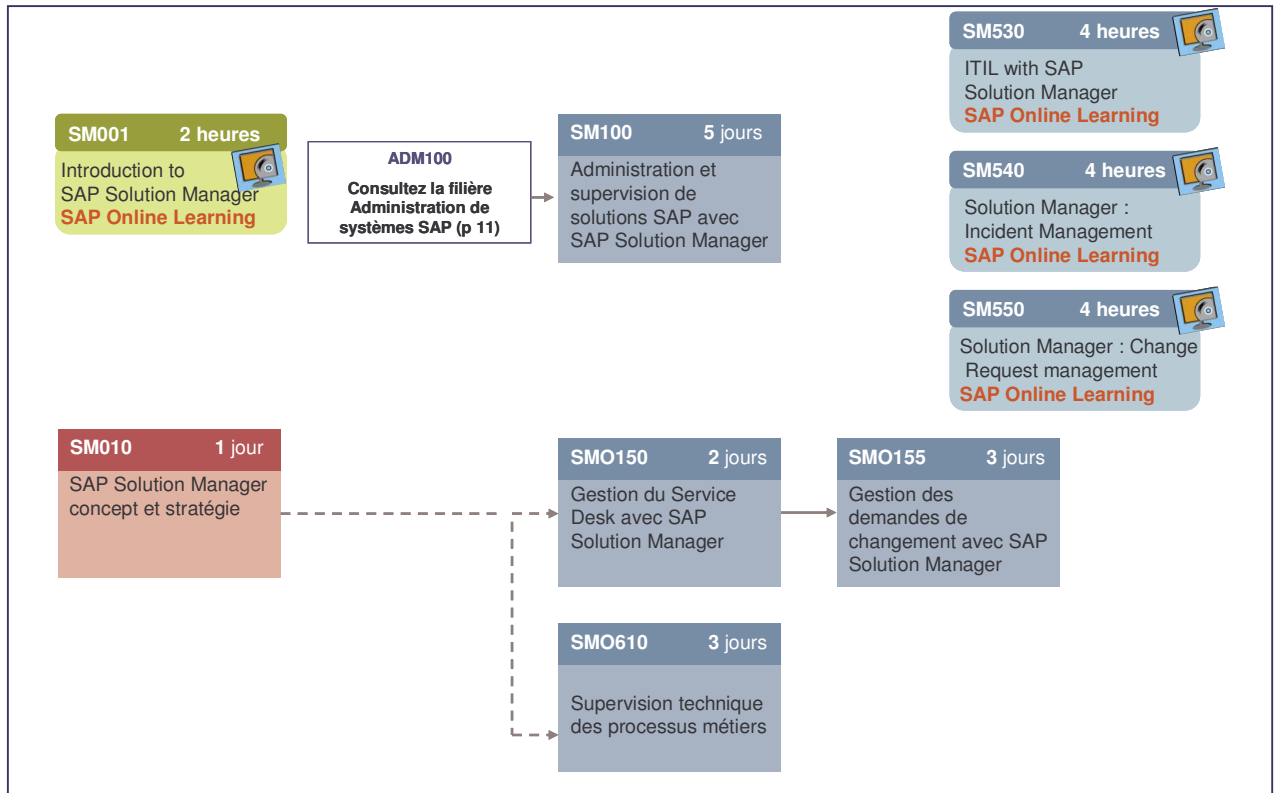 SM530 4 heures
ITIL with SAP
Solution Manager
SAP Online Learning
SM001 2 heures
Introduction to
SAP Solution Manager
SAP Online Learning
ADM100
Consultez la filière
Administration de
systèmes SAP (p 11)
SM100 5 jours
Administration et
supervision de
solutions SAP avec
SAP Solution Manager
SM540 4 heures
Solution Manager :
Incident Management
SAP Online Learning
SM550 4 heures
Solution Manager : Change
Request management
SAP Online Learning
SM010 1 jour
SAP Solution Manager
concept et stratégie
SMO150 2 jours
Gestion du Service
Desk avec SAP
Solution Manager
SMO155 3 jours
Gestion des
demandes de
changement avec SAP
Solution Manager
SMO610 3 jours
Supervision technique
des processus métiers